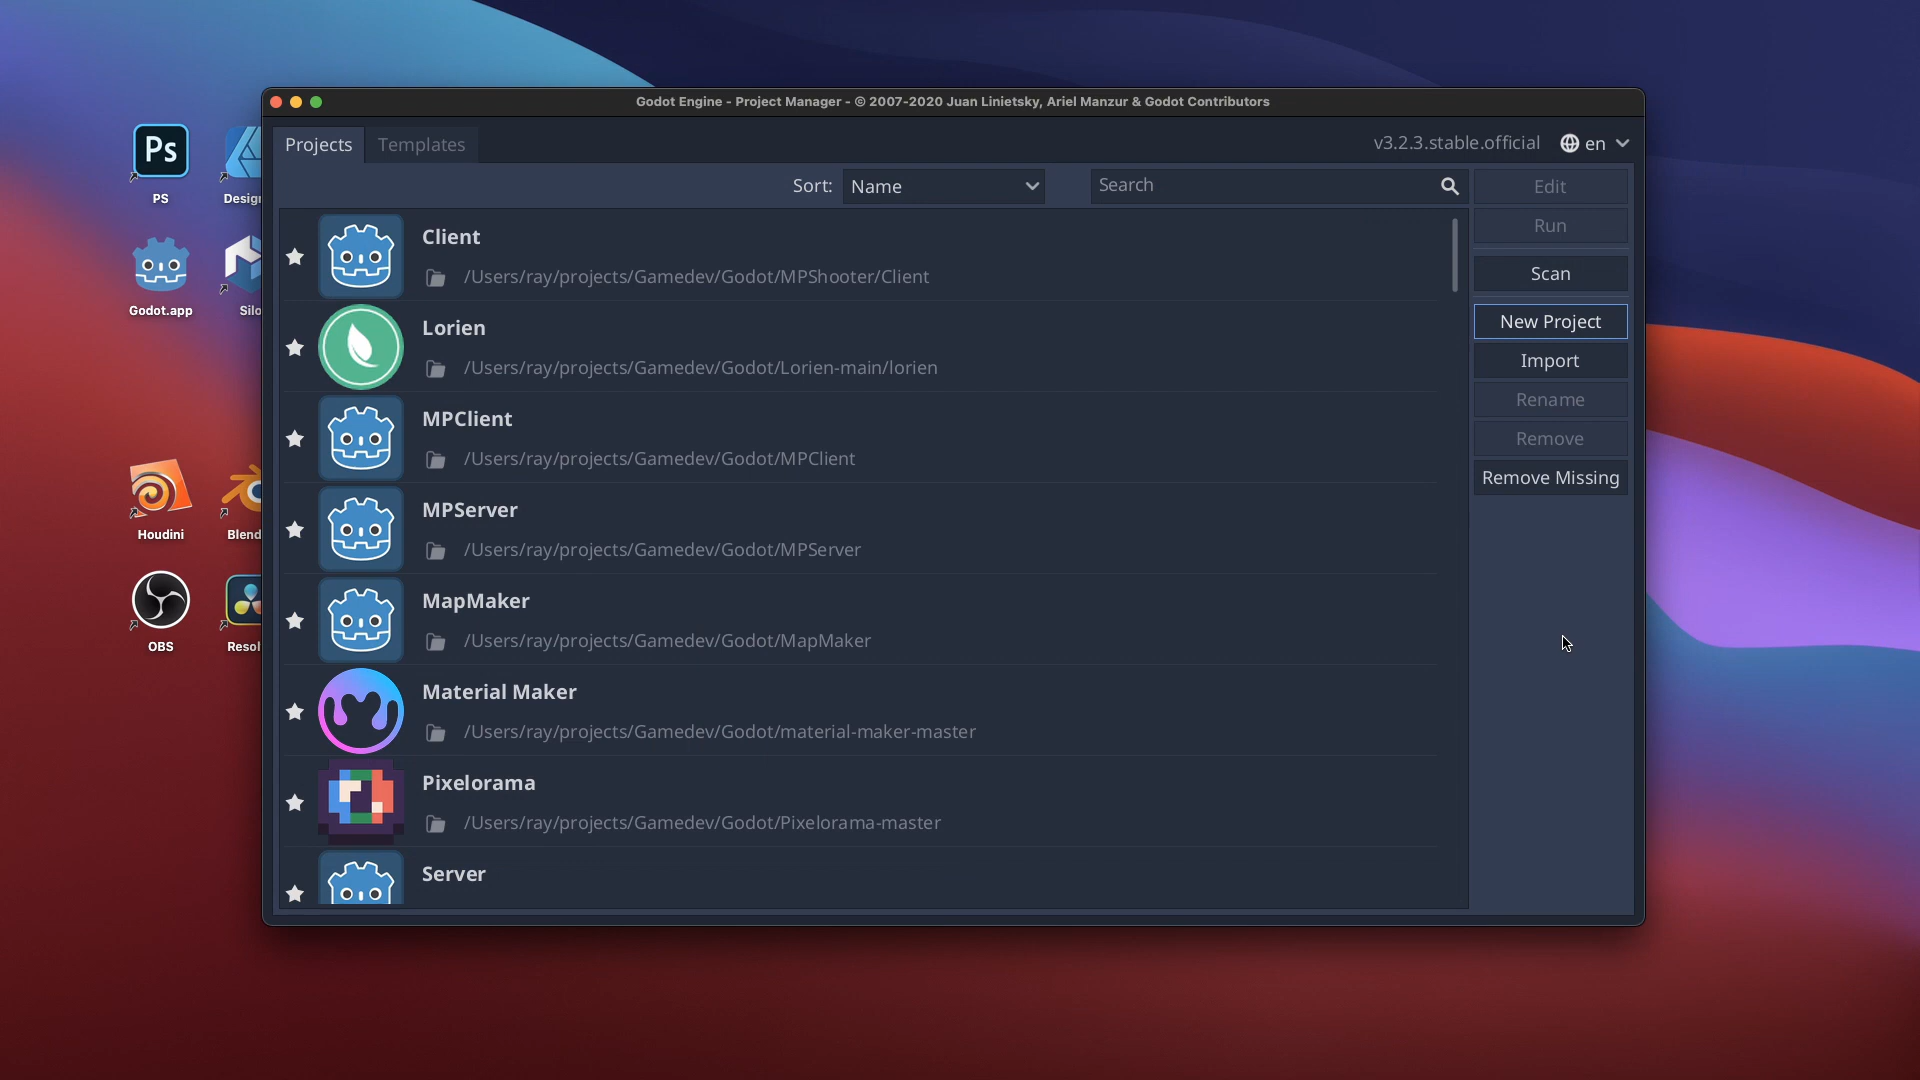 Godot Engine - Project Manager - © 2007-2020 Juan Linietsky, Ariel Manzur & Godot Contributors
Projects
Templates
v3.2.3.stable.official
en
Sort:
Name
Search
Edit
Run
Scan
New Project
Import
Rename
Remove
Remove Missing
Client
/Users/ray/projects/Gamedev/Godot/MPShooter/Client
Lorien
/Users/ray/projects/Gamedev/Godot/Lorien-main/lorien
MPClient
/Users/ray/projects/Gamedev/Godot/MPClient
MPServer
/Users/ray/projects/Gamedev/Godot/MPServer
MapMaker
/Users/ray/projects/Gamedev/Godot/MapMaker
Material Maker
/Users/ray/projects/Gamedev/Godot/material-maker-master
Pixelorama
/Users/ray/projects/Gamedev/Godot/Pixelorama-master
Server
Ps
PS
Desig
Godot.app
Silo
Houdini
Blend
OBS
Resol